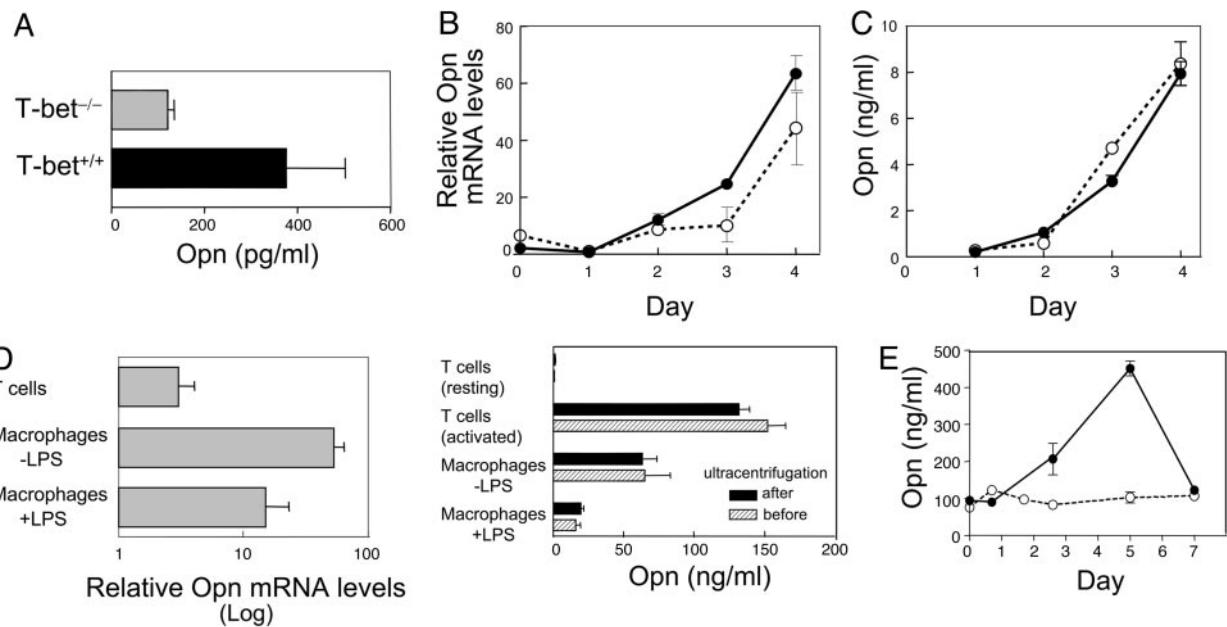 A
T-bet−/−
T-bet+/+
0 200 400 600
Opn (pg/ml)
B
Relative Opn
mRNA levels
80
60
40
20
0
0 1 2 3 4
Day
C
Opn (ng/ml)
10
8
6
4
2
0
0 1 2 3 4
Day
T cells
Macrophages
-LPS
Macrophages
+LPS
1 10 100
Relative Opn mRNA levels
(Log)
T cells
(resting)
T cells
(activated)
Macrophages
-LPS
Macrophages
+LPS
ultracentrifugation
after
before
0 50 100 150 200
Opn (ng/ml)
E
Opn (ng/ml)
500
400
300
200
100
0
0 1 2 3 4 5 6 7
Day